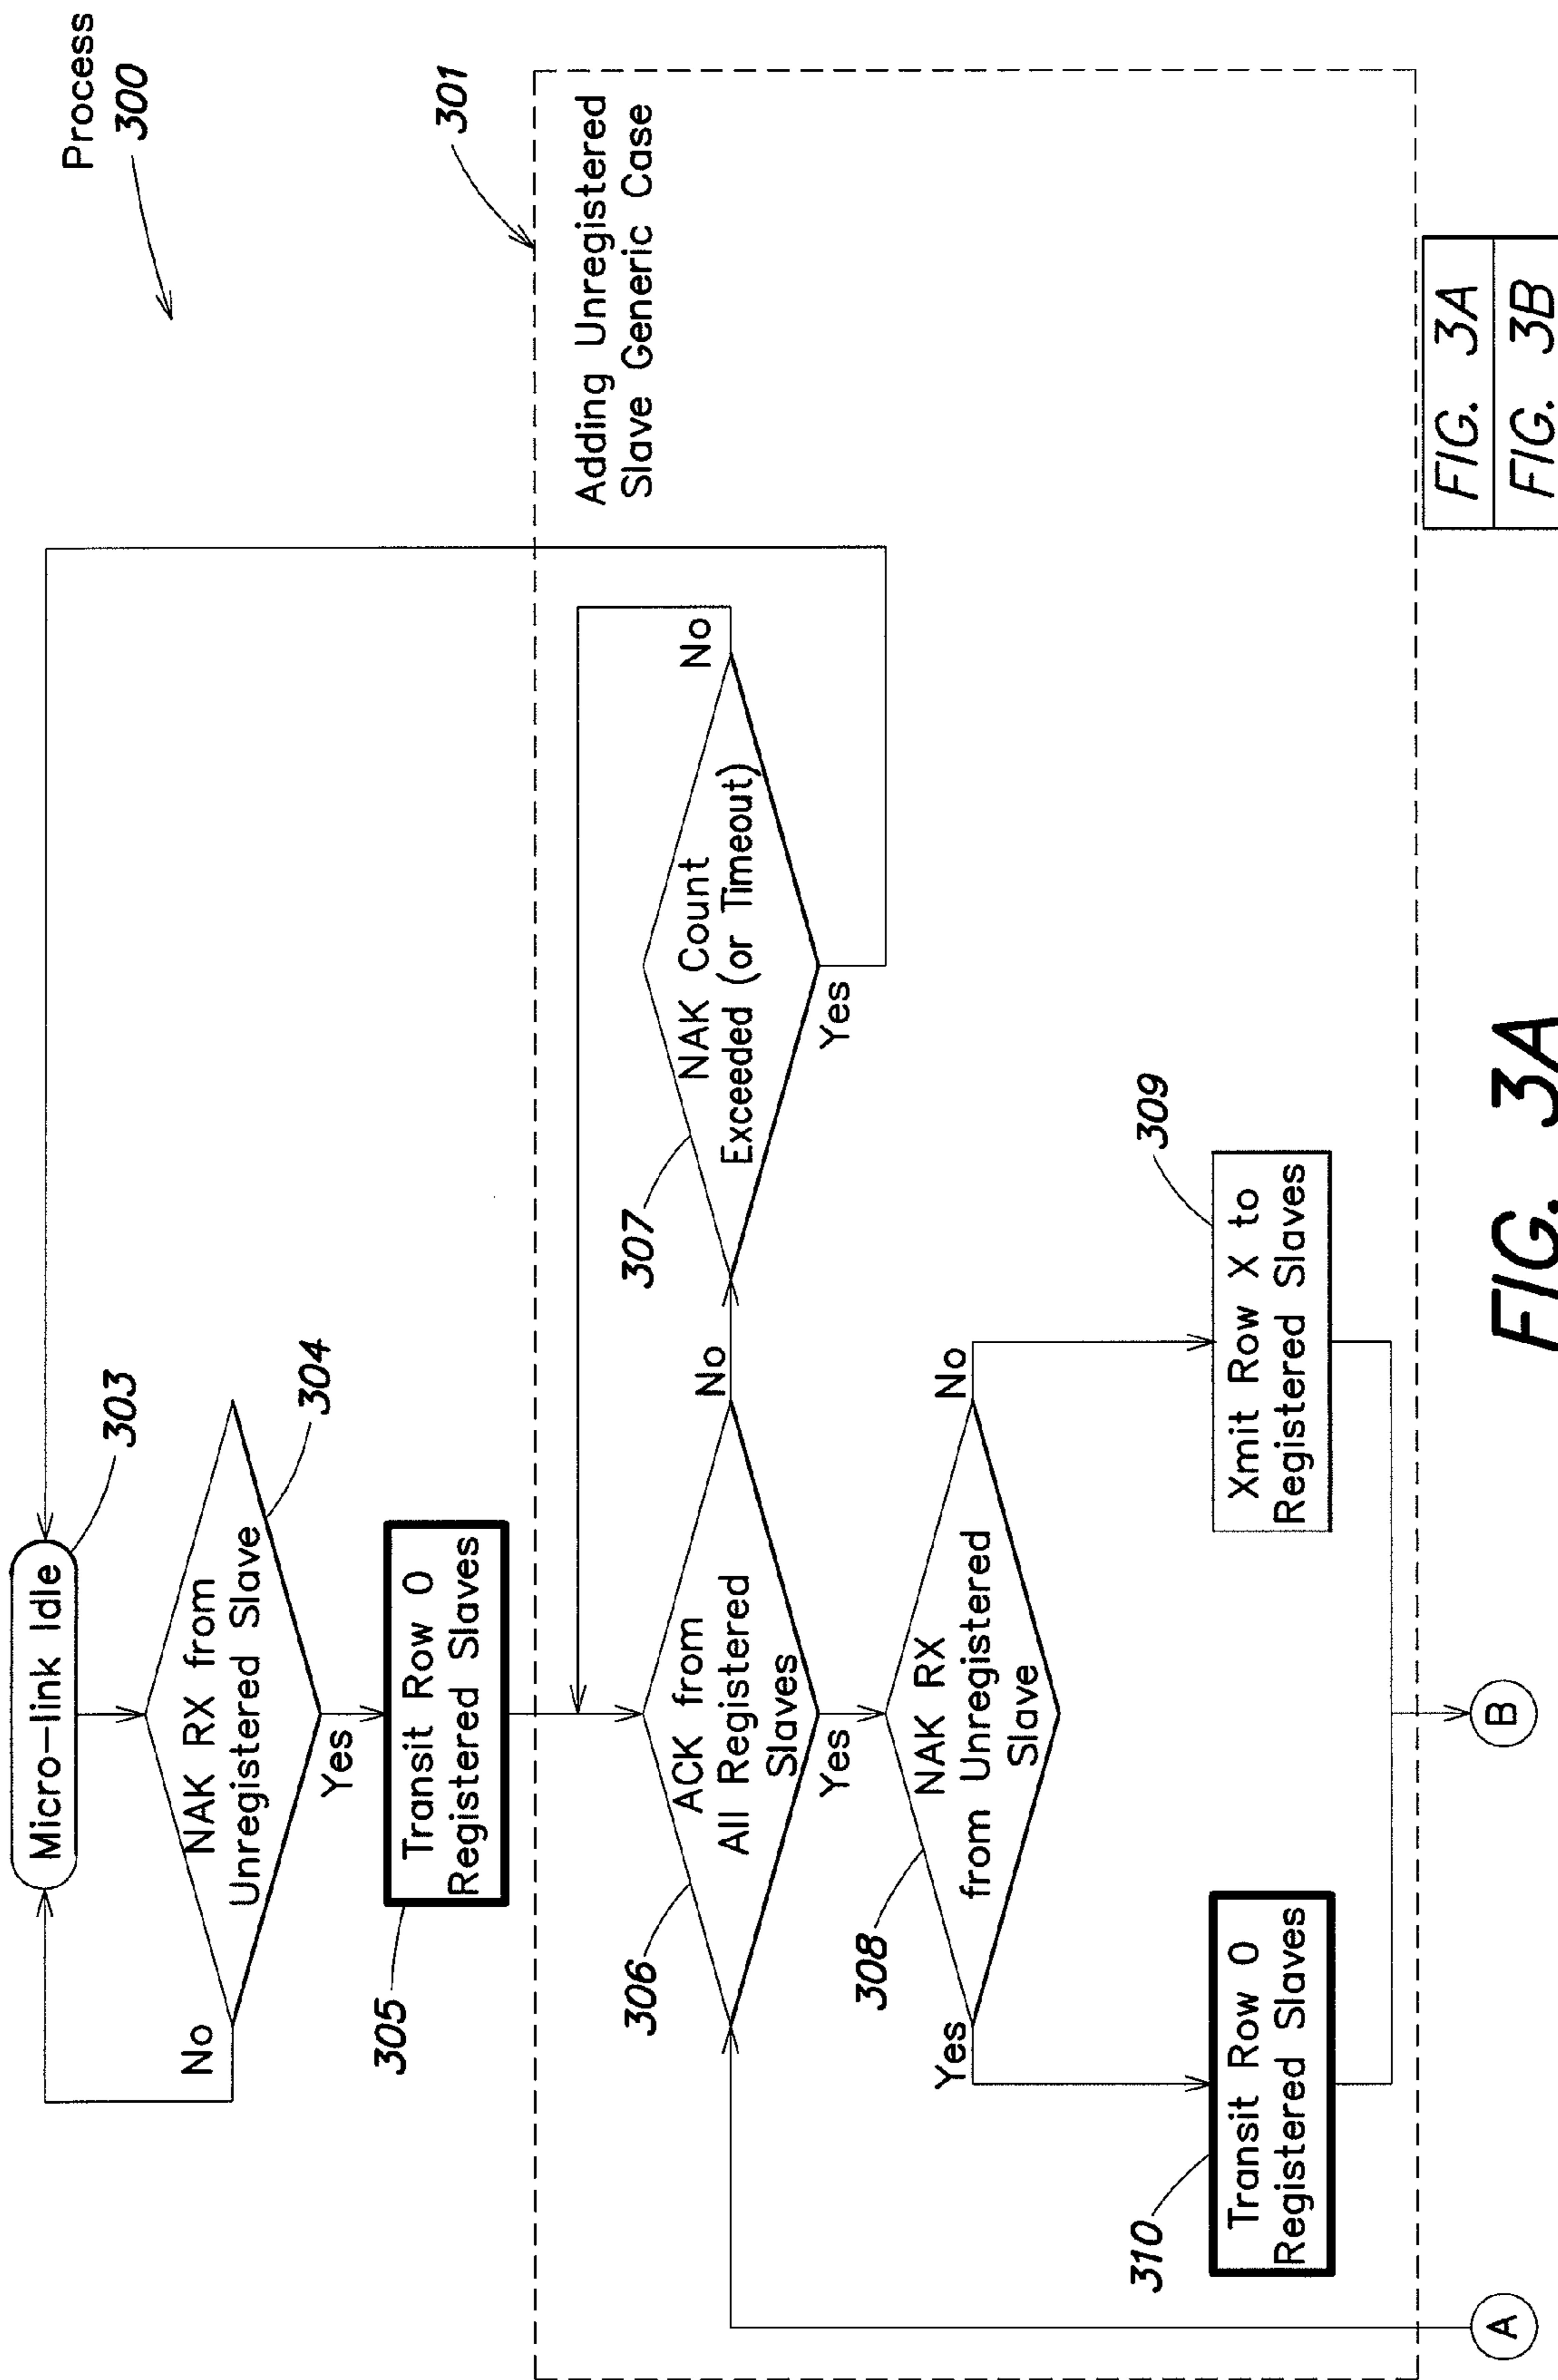 Process
300
Micro-link Idle
303
NAK RX from
Unregistered Slave
304
No
Yes
Transit Row 0
Registered Slaves
305
301
Adding Unregistered
Slave Generic Case
ACK from
All Registered
Slaves
306
No
Yes
NAK Count
Exceeded (or Timeout)
307
No
Yes
NAK RX
from Unregistered
Slave
308
Yes
No
Transit Row 0
Registered Slaves
310
Xmit Row X to
Registered Slaves
309
A
B
FIG. 3A
FIG. 3A
FIG. 3B